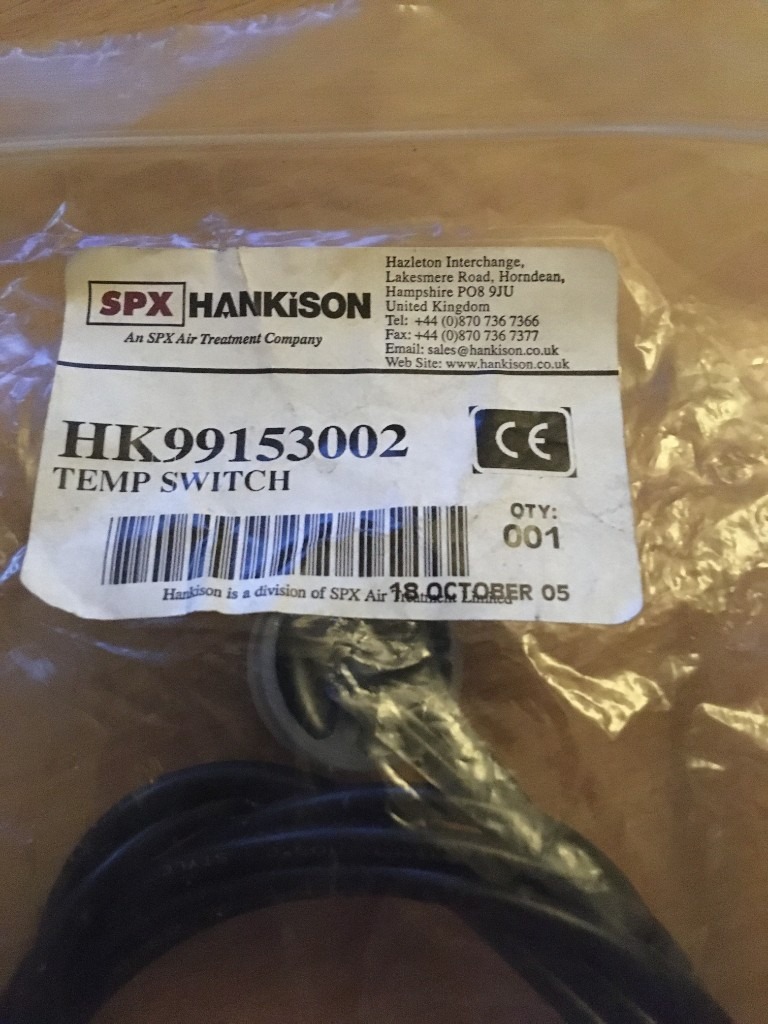 SPX HANKiSON
An SPX Air Treatment Company
Hazleton Interchange,
Lakesmere Road, Horndean,
Hampshire PO8 9JU
United Kingdom
Tel: +44 (0)870 736 7366
Fax: +44 (0)870 736 7377
Email: sales@hankison.co.uk
Web Site: www.hankison.co.uk
HK99153002
TEMP SWITCH
CE
QTY:
001
Hankison is a division of SPX Air Treatment Limited
18 OCTOBER 05